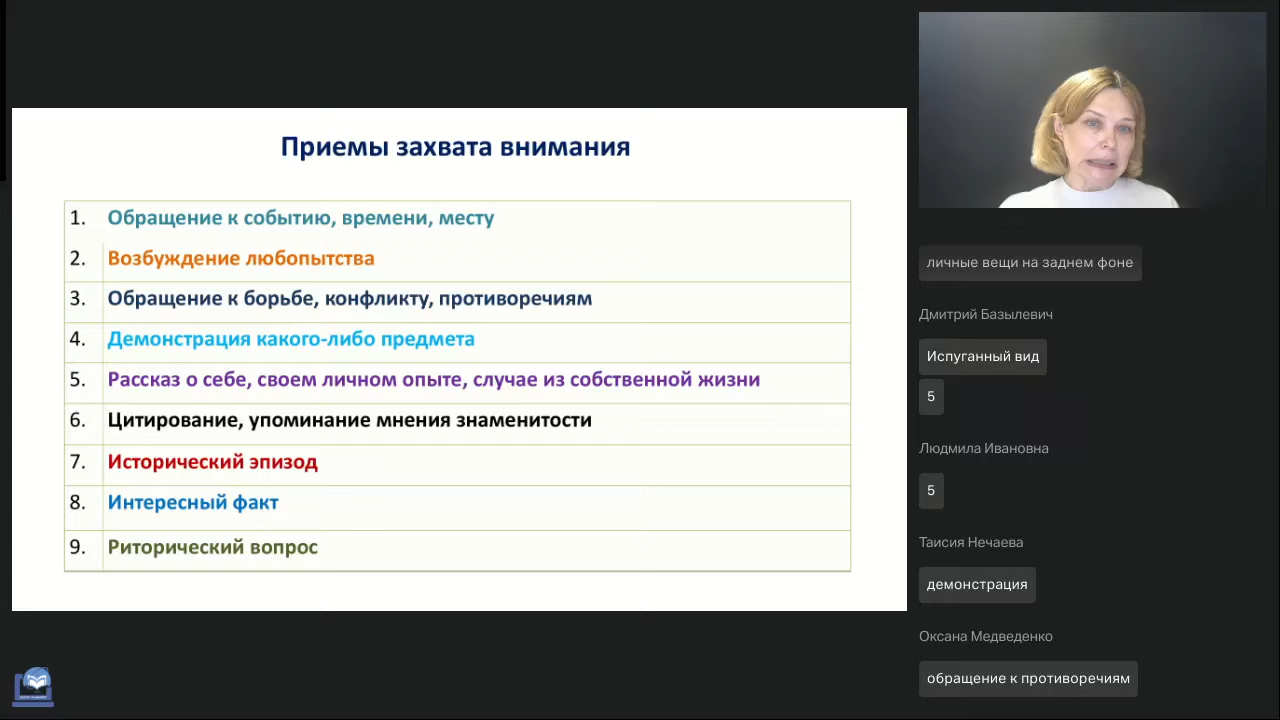 Приемы захвата внимания
1. Обращение к событию, времени, месту
2. Возбуждение любопытства
3. Обращение к борьбе, конфликту, противоречиям
4. Демонстрация какого-либо предмета
5. Рассказ о себе, своем личном опыте, случае из собственной жизни
6. Цитирование, упоминание мнения знаменитости
7. Исторический эпизод
8. Интересный факт
9. Риторический вопрос
личные вещи на заднем фоне
Дмитрий Базылевич
Испуганный вид
5
Людмила Ивановна
5
Таисия Нечаева
демонстрация
Оксана Медведенко
обращение к противоречиям